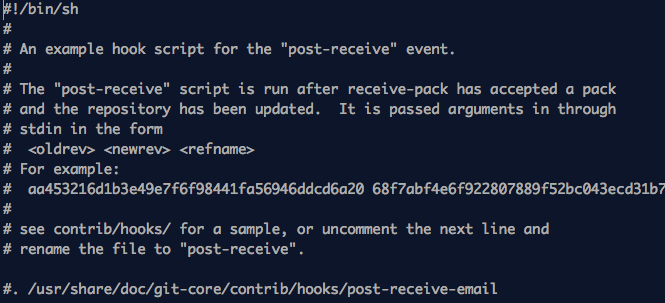 #!/bin/sh
#
# An example hook script for the "post-receive" event.
#
# The "post-receive" script is run after receive-pack has accepted a pack
# and the repository has been updated.  It is passed arguments in through
# stdin in the form
#  <oldrev> <newrev> <refname>
# For example:
#  aa453216d1b3e49e7f6f98441fa56946ddcd6a20 68f7abf4e6f922807889f52bc043ecd31b7
#
# see contrib/hooks/ for a sample, or uncomment the next line and
# rename the file to "post-receive".
#. /usr/share/doc/git-core/contrib/hooks/post-receive-email